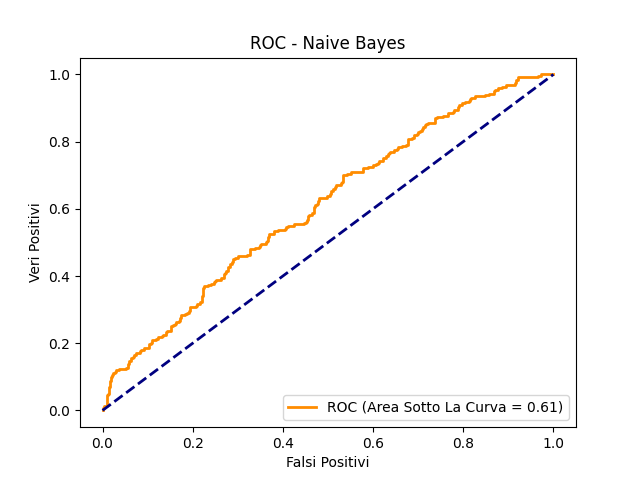 ROC - Naive Bayes
1.0
0.8
0.6
0.4
0.2
0.0
Veri Positivi
ROC (Area Sotto La Curva = 0.61)
0.0 0.2 0.4 0.6 0.8 1.0
Falsi Positivi